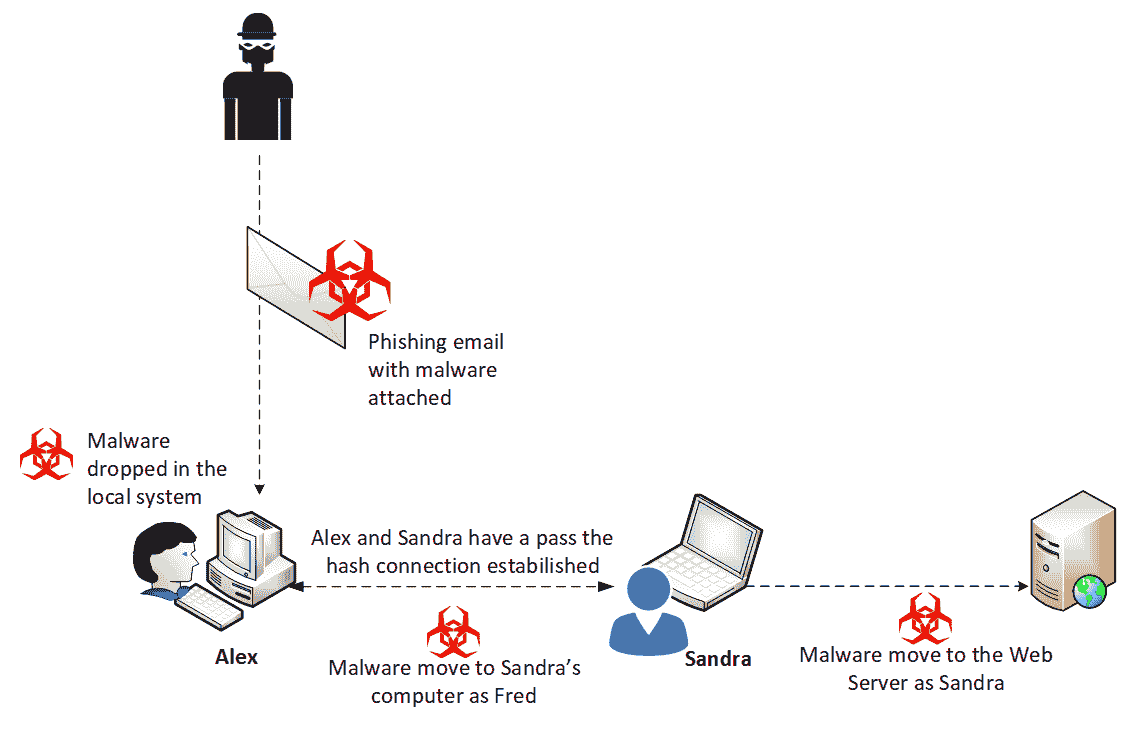 Phishing email
with malware
attached
Malware
dropped in the
local system
Alex and Sandra have a pass the
hash connection estabilished
Alex
Malware move to Sandra’s
computer as Fred
Sandra
Malware move to the Web
Server as Sandra